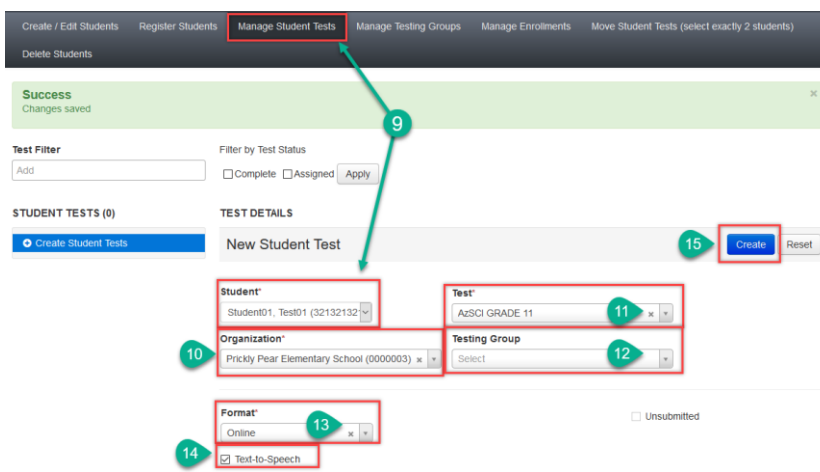 Create / Edit Students Register Students Manage Student Tests Manage Testing Groups Manage Enrollments Move Student Tests (select exactly 2 students)
Delete Students
Success ×
Changes saved
9
Test Filter Filter by Test Status
Add Complete Assigned Apply
STUDENT TESTS (0) TEST DETAILS
Create Student Tests New Student Test 15 Create Reset
Student* Test*
Student01, Test01 (32132132 AzSCI GRADE 11 11 ×
Organization* Testing Group
10 Prickly Pear Elementary School (0000003) × Select 12
Format* Unsubmitted
Online 13 ×
14 Text-to-Speech